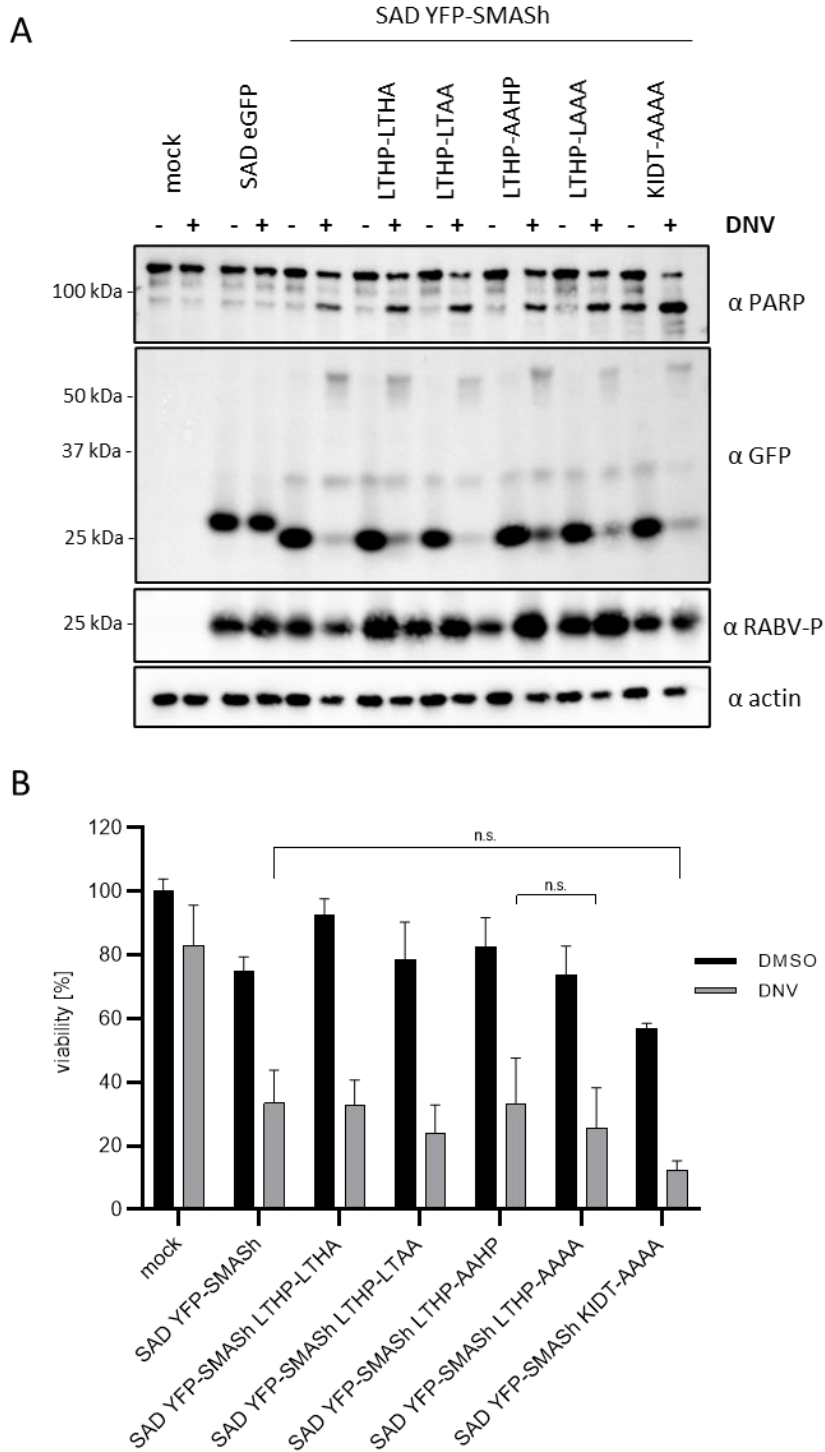 A
SAD YFP-SMASh
mock
SAD eGFP
LTHP-LTHA
LTHP-LTAA
LTHP-AAHP
LTHP-LAAA
KIDT-AAAA
- + - + - + - + - + - + - + - + DNV
100 kDa -
α PARP
50 kDa -
37 kDa -
25 kDa -
α GFP
25 kDa -
α RABV-P
α actin
B
120
100
80
60
40
20
0
viability [%]
n.s.
n.s.
DMSO
DNV
mock
SAD YFP-SMASh
SAD YFP-SMASh LTHP-LTHA
SAD YFP-SMASh LTHP-LTAA
SAD YFP-SMASh LTHP-AAHP
SAD YFP-SMASh LTHP-AAAA
SAD YFP-SMASh KIDT-AAAA